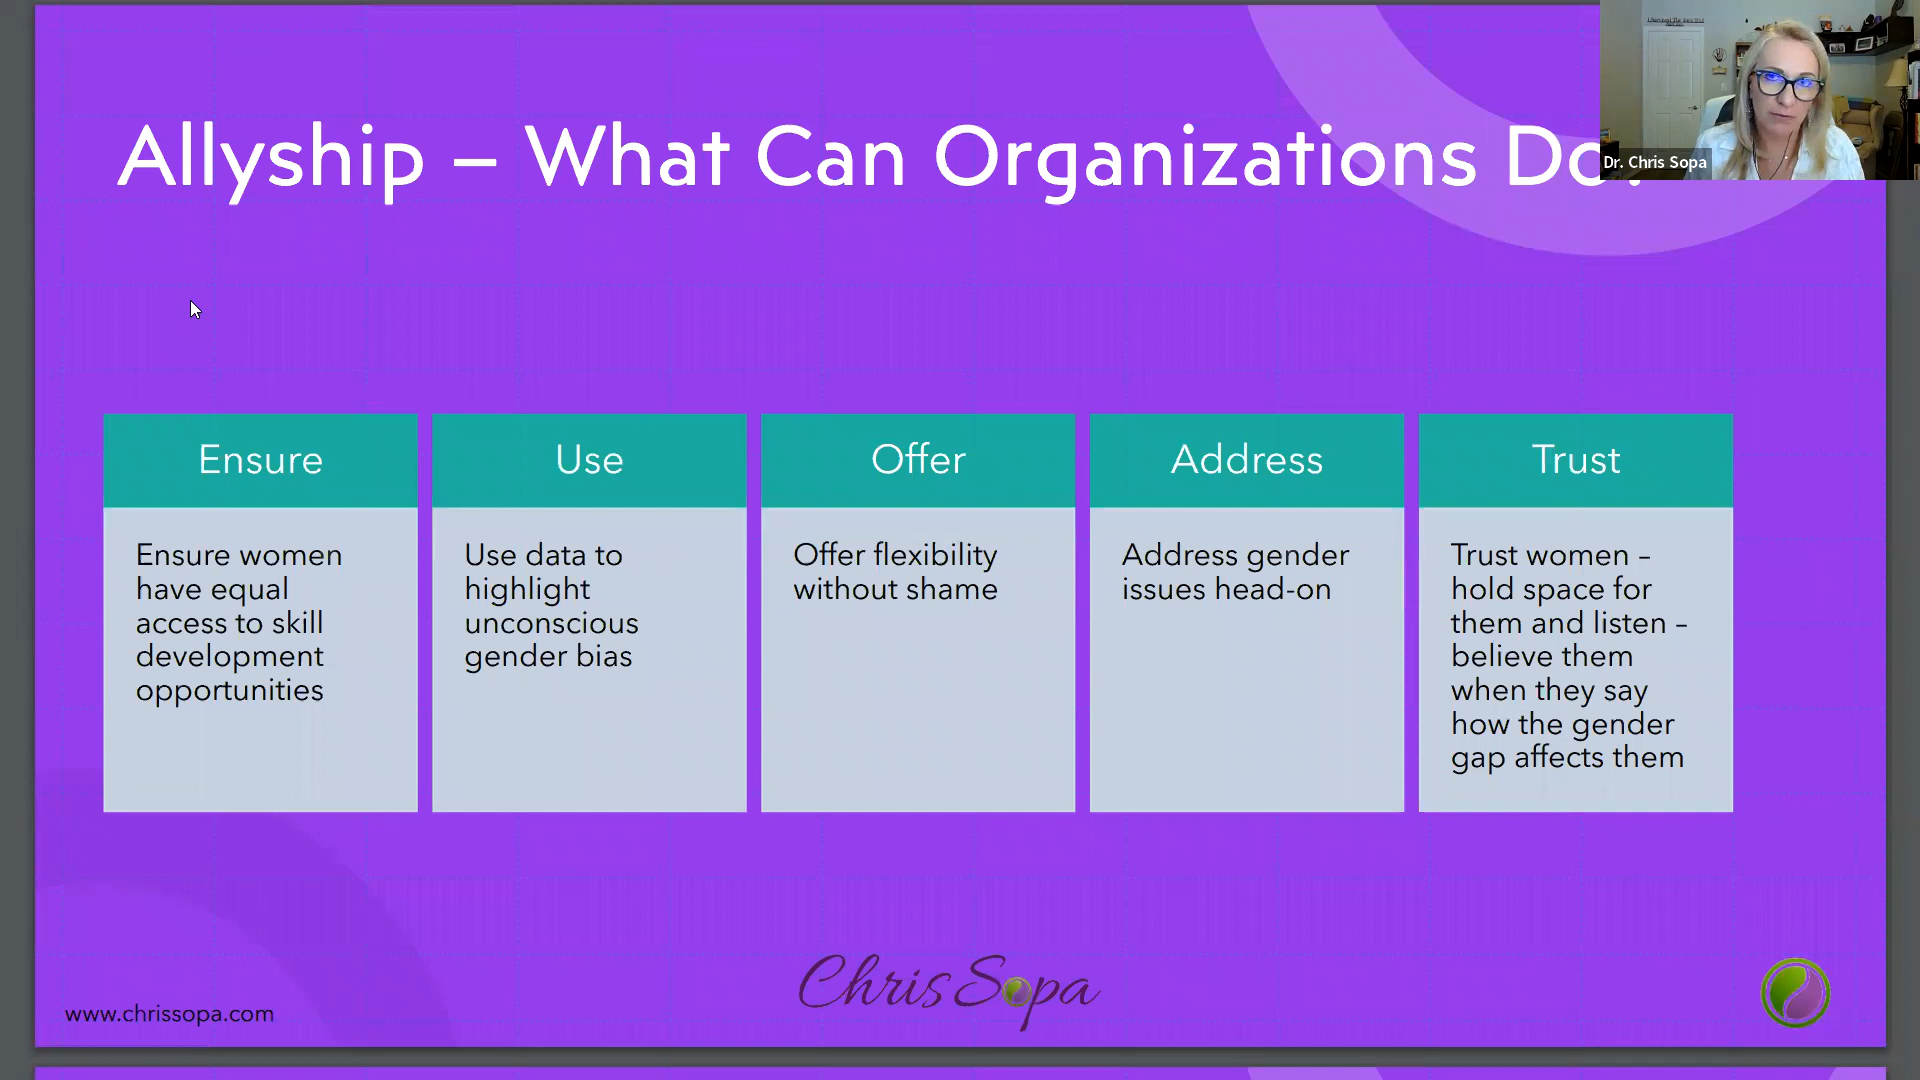 Allyship – What Can Organizations Do?
Dr. Chris Sopa
Ensure
Ensure women
have equal
access to skill
development
opportunities
Use
Use data to
highlight
unconscious
gender bias
Offer
Offer flexibility
without shame
Address
Address gender
issues head-on
Trust
Trust women –
hold space for
them and listen –
believe them
when they say
how the gender
gap affects them
www.chrissopa.com
Chris Sopa